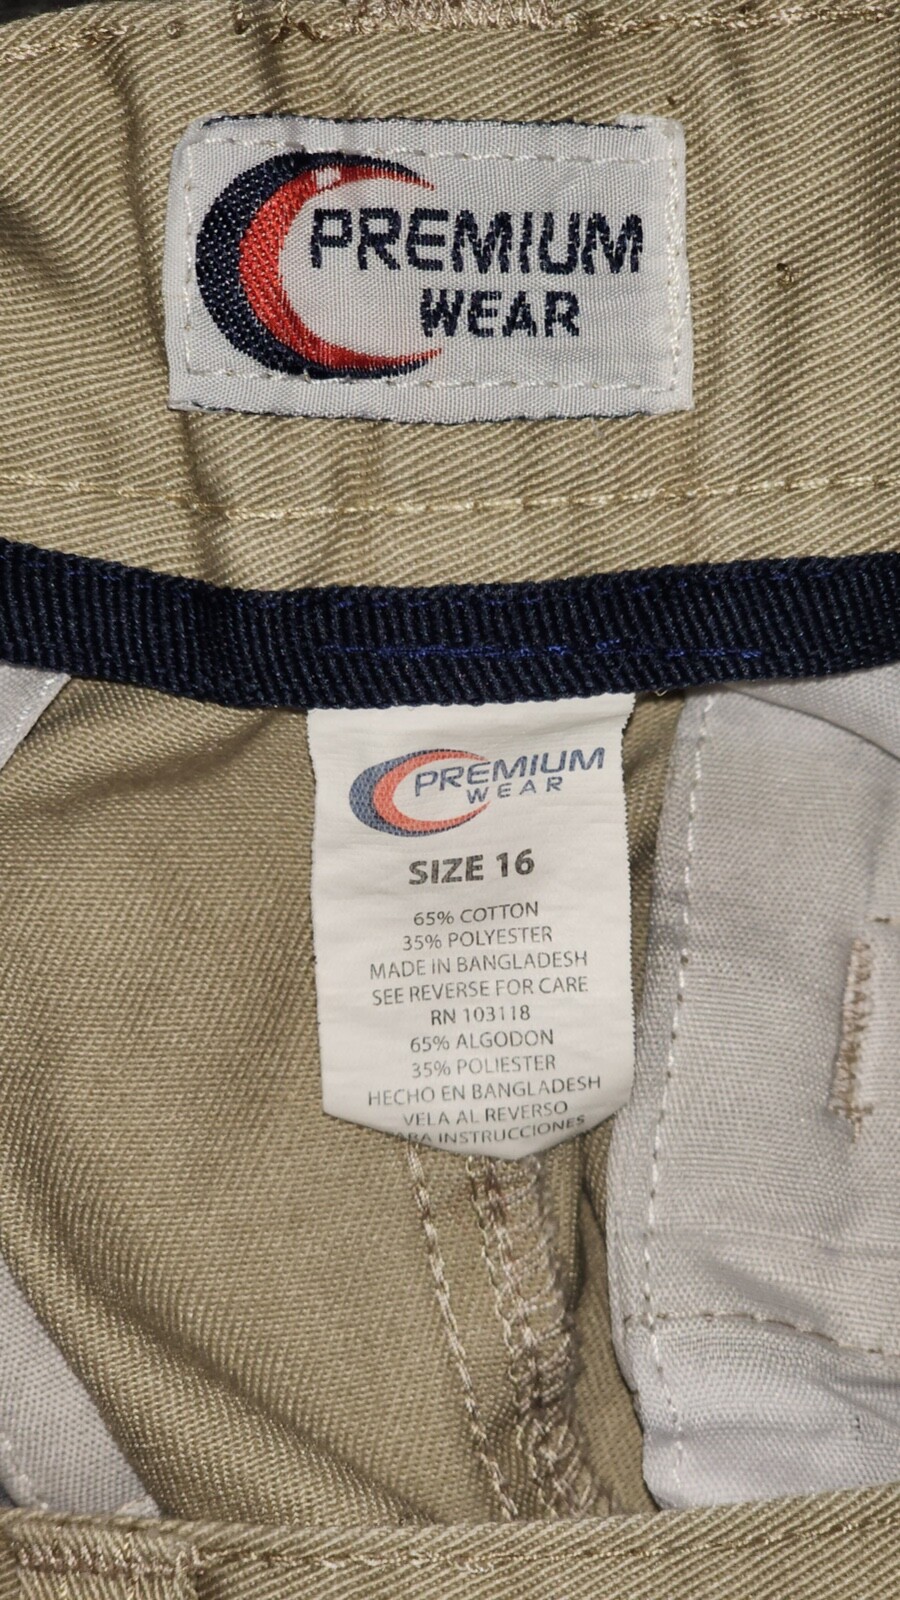 PREMIUM
WEAR
PREMIUM
WEAR
SIZE 16
65% COTTON
35% POLYESTER
MADE IN BANGLADESH
SEE REVERSE FOR CARE
RN 103118
65% ALGODON
35% POLIESTER
HECHO EN BANGLADESH
VELA AL REVERSO
INSTRUCCIONES